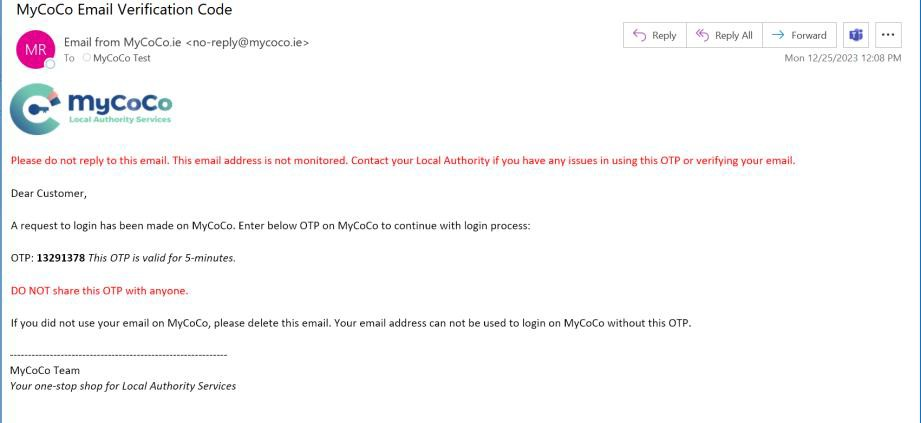 MyCoCo Email Verification Code
MR
Email from MyCoCo.ie <no-reply@mycoco.ie>
To MyCoCo Test
Reply
Reply All
Forward
Mon 12/25/2023 12:08 PM
myCoCo
Local Authority Services
Please do not reply to this email. This email address is not monitored. Contact your Local Authority if you have any issues in using this OTP or verifying your email.
Dear Customer,
A request to login has been made on MyCoCo. Enter below OTP on MyCoCo to continue with login process:
OTP: 13291378 This OTP is valid for 5-minutes.
DO NOT share this OTP with anyone.
If you did not use your email on MyCoCo, please delete this email. Your email address can not be used to login on MyCoCo without this OTP.
------------------------------------------------------------
MyCoCo Team
Your one-stop shop for Local Authority Services